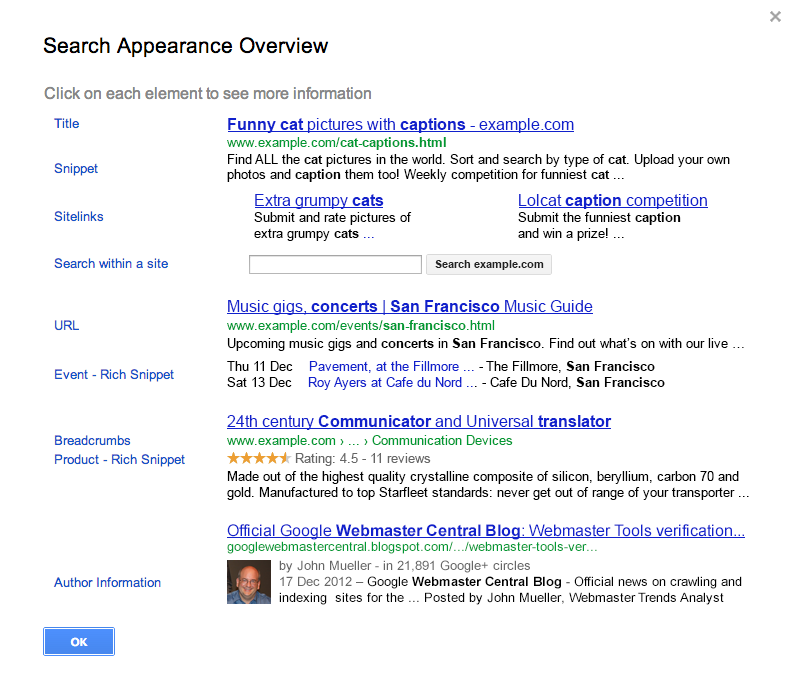 Search Appearance Overview
Click on each element to see more information
Title
Funny cat pictures with captions - example.com
www.example.com/cat-captions.html
Snippet
Find ALL the cat pictures in the world. Sort and search by type of cat. Upload your own
photos and caption them too! Weekly competition for funniest cat ...
Sitelinks
Extra grumpy cats
Submit and rate pictures of
extra grumpy cats ...
Lolcat caption competition
Submit the funniest caption
and win a prize! ...
Search within a site
Search example.com
Music gigs, concerts | San Francisco Music Guide
URL
www.example.com/events/san-francisco.html
Upcoming music gigs and concerts in San Francisco. Find out what's on with our live ...
Event - Rich Snippet
Thu 11 Dec Pavement, at the Fillmore ... - The Fillmore, San Francisco
Sat 13 Dec Roy Ayers at Cafe du Nord ... - Cafe Du Nord, San Francisco
24th century Communicator and Universal translator
Breadcrumbs
www.example.com › ... › Communication Devices
Product - Rich Snippet
Rating: 4.5 - 11 reviews
Made out of the highest quality crystalline composite of silicon, beryllium, carbon 70 and
gold. Manufactured to top Starfleet standards: never get out of range of your transporter ...
Official Google Webmaster Central Blog: Webmaster Tools verification...
googlewebmastercentral.blogspot.com/.../webmaster-tools-ver...
Author Information
by John Mueller - in 21,891 Google+ circles
17 Dec 2012 – Google Webmaster Central Blog - Official news on crawling and
indexing sites for the ... Posted by John Mueller, Webmaster Trends Analyst
OK